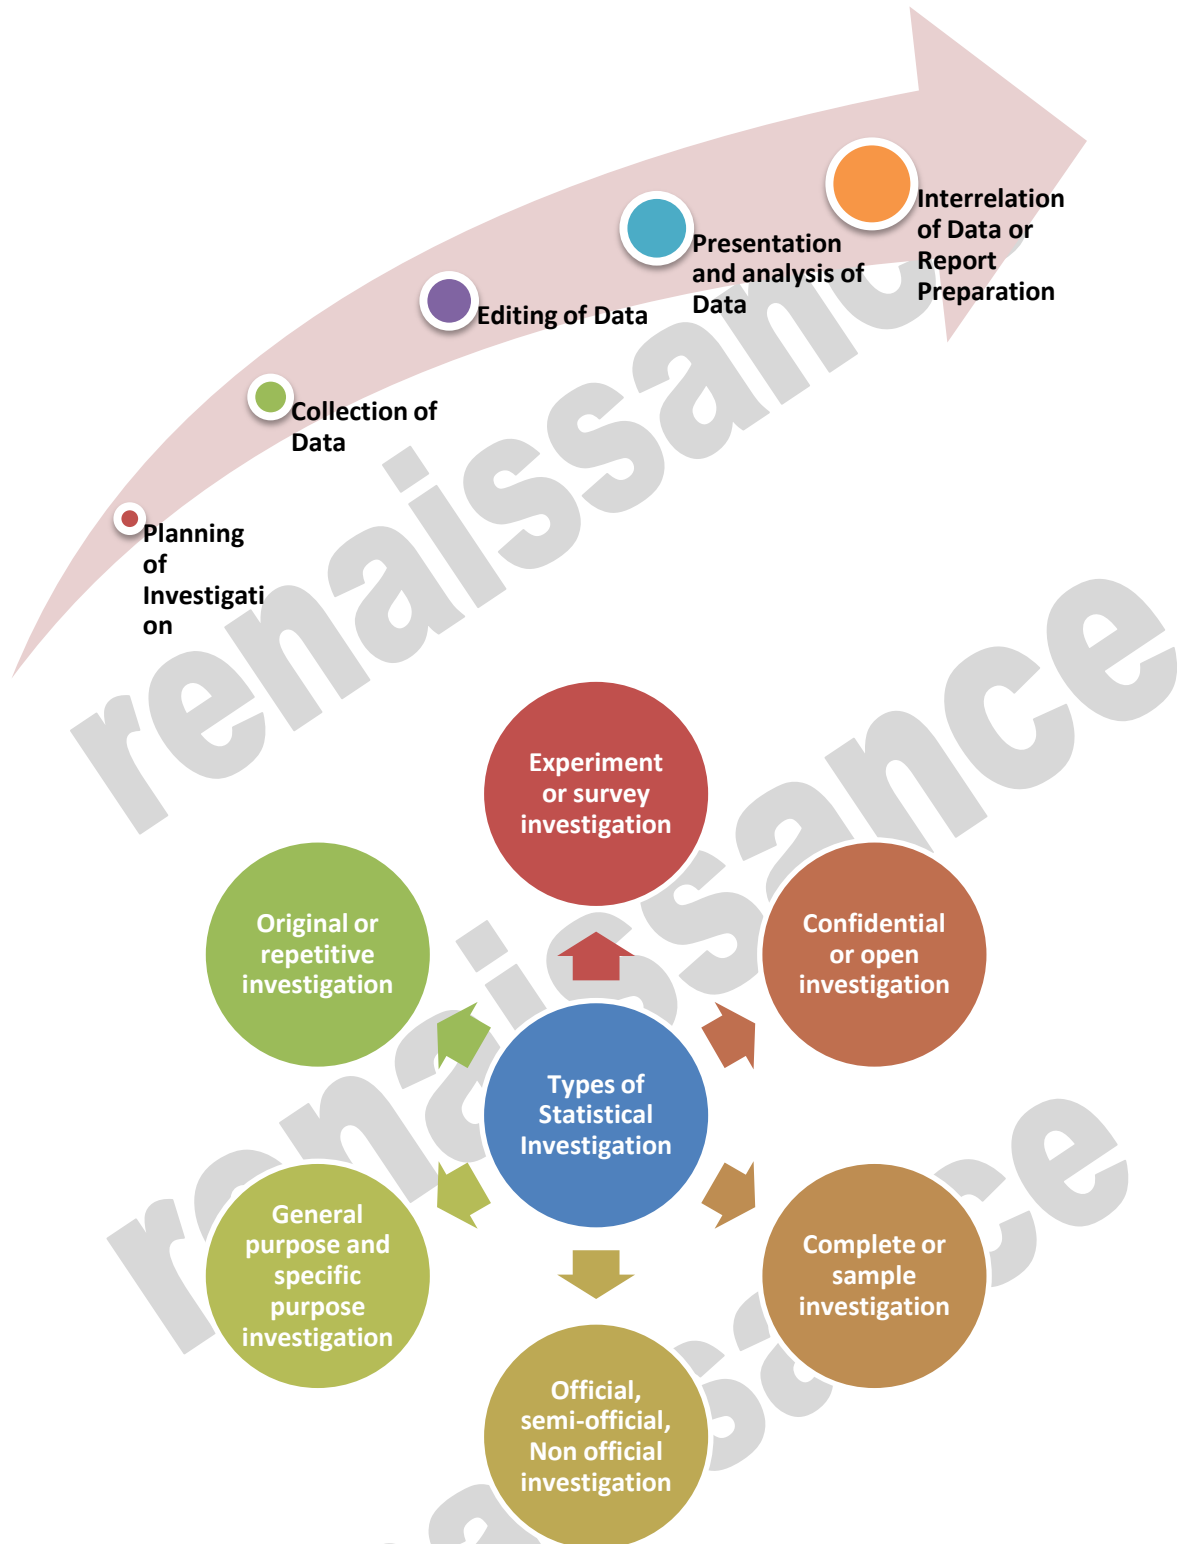 Interrelation
of Data or
Report
Preparation
Presentation
and analysis of
Data
Editing of Data
Collection of
Data
Planning
of
Investigati
on
renaissance
Experiment
or survey
investigation
Original or
repetitive
investigation
Confidential
or open
investigation
renaissance
Types of
Statistical
Investigation
General
purpose and
specific
purpose
investigation
Complete or
sample
investigation
Official,
semi-official,
Non official
investigation
renaissance